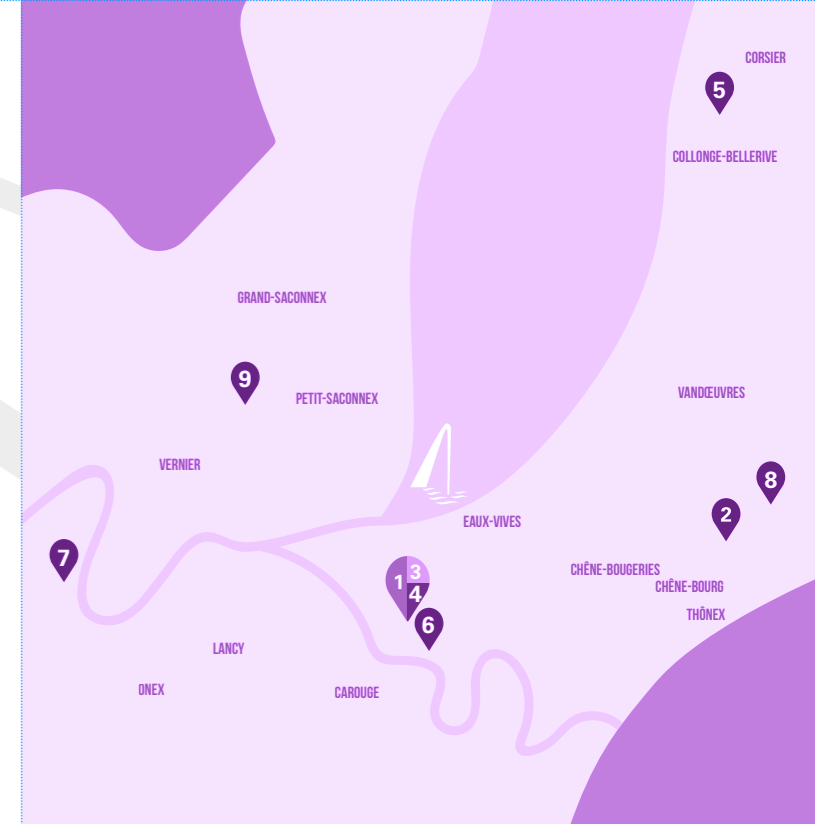 CORSIER
5
COLLONGE-BELLERIVE
GRAND-SACONNEX
9
PETIT-SACONNEX
VANDŒUVRES
VERNIER
8
2
EAUX-VIVES
7
1
3
4
CHÊNE-BOUGERIES
CHÊNE-BOURG
THÔNEX
6
LANCY
ONEX
CAROUGE